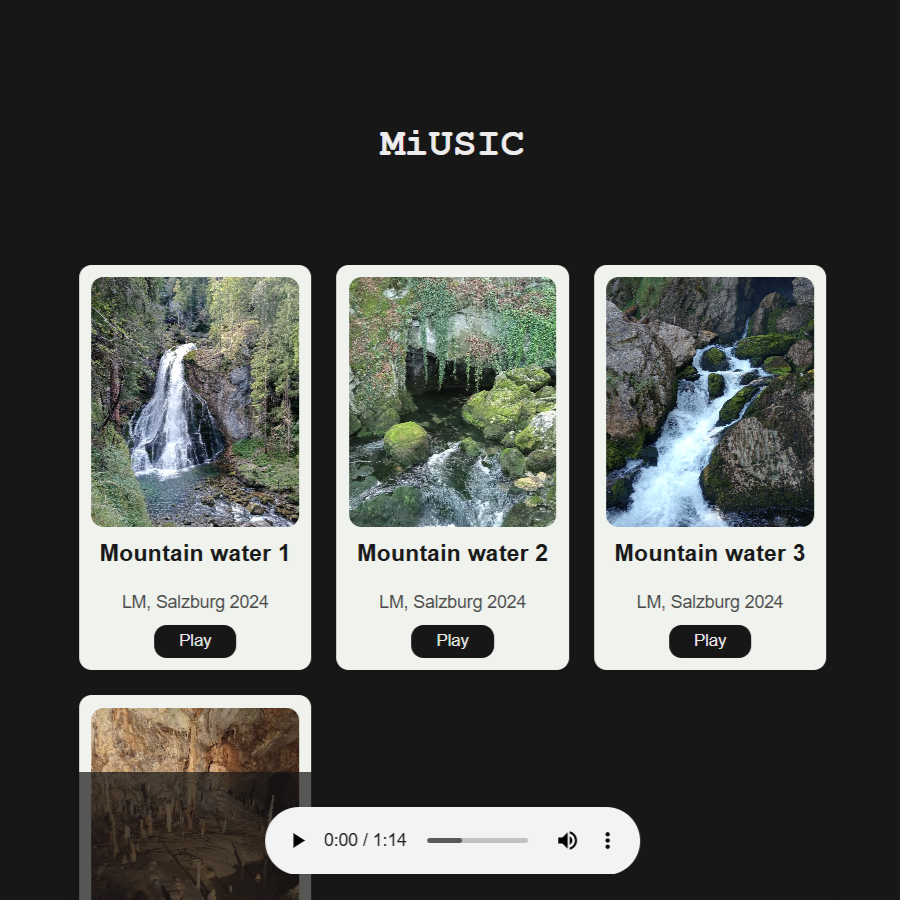 MiUSIC
Mountain water 1
LM, Salzburg 2024
Play
Mountain water 2
LM, Salzburg 2024
Play
Mountain water 3
LM, Salzburg 2024
Play
0:00 / 1:14